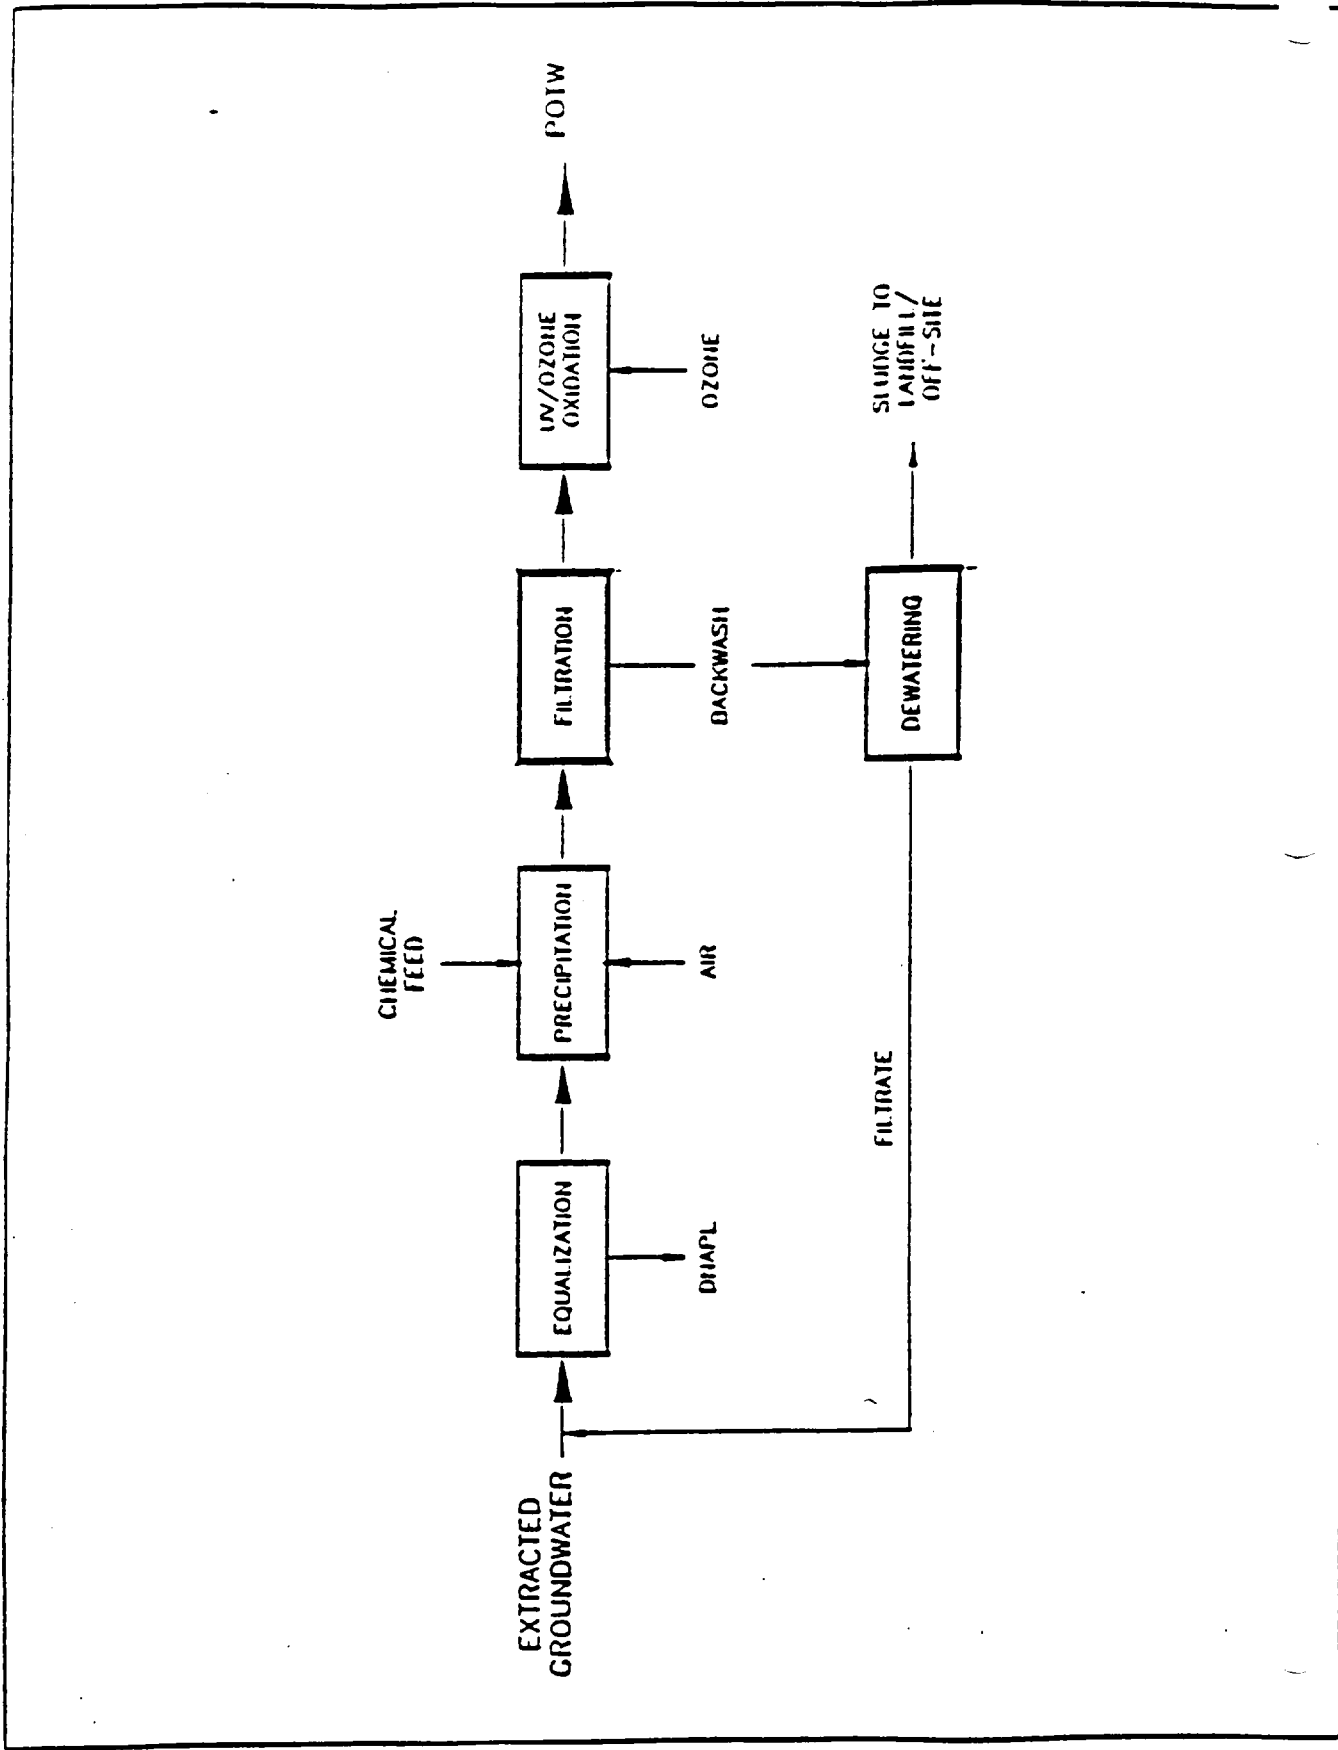 EXTRACTED
GROUNDWATER
EQUALIZATION
DNAPL
CHEMICAL
FEED
PRECIPITATION
AIR
FILTRATION
BACKWASH
UV/OZONE
OXIDATION
OZONE
POTW
FILTRATE
DEWATERING
SLUDGE TO
LANDFILL/
OFF-SITE